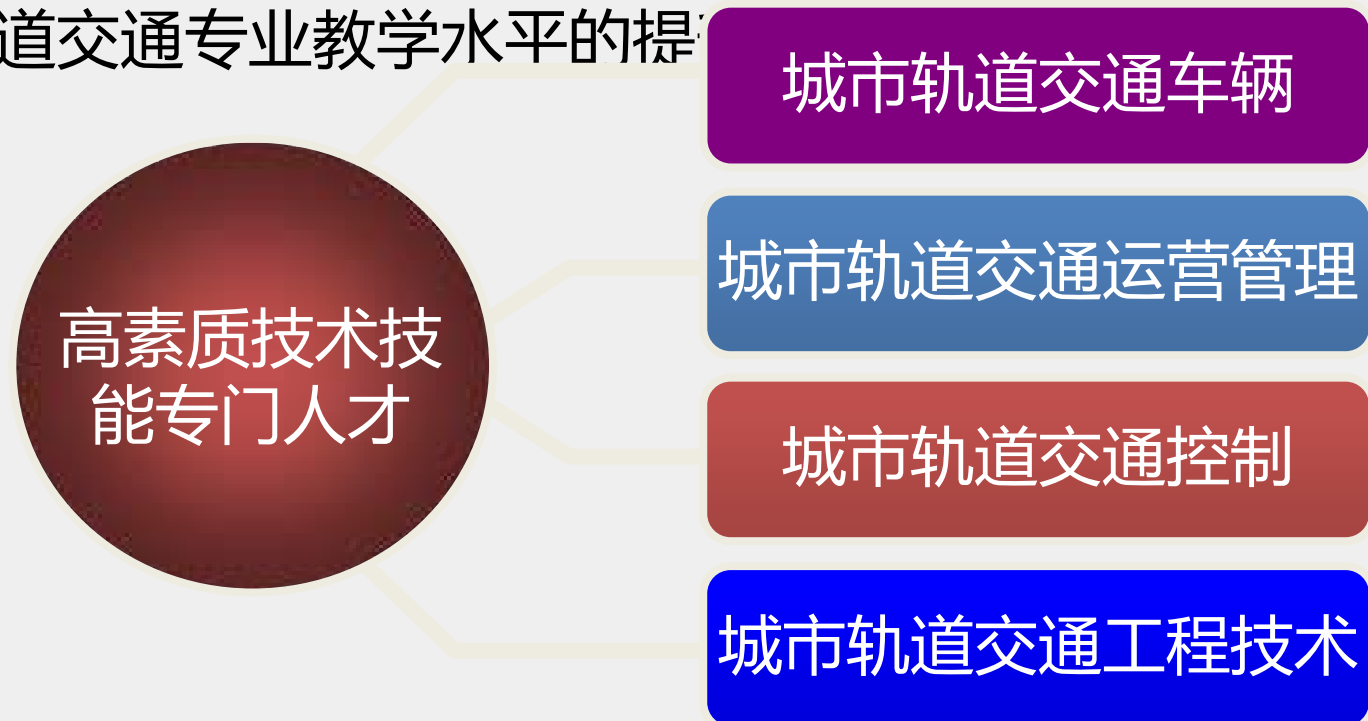 道交通专业教学水平的提
城市轨道交通车辆
城市轨道交通运营管理
高素质技术技
能专门人才
城市轨道交通控制
城市轨道交通工程技术